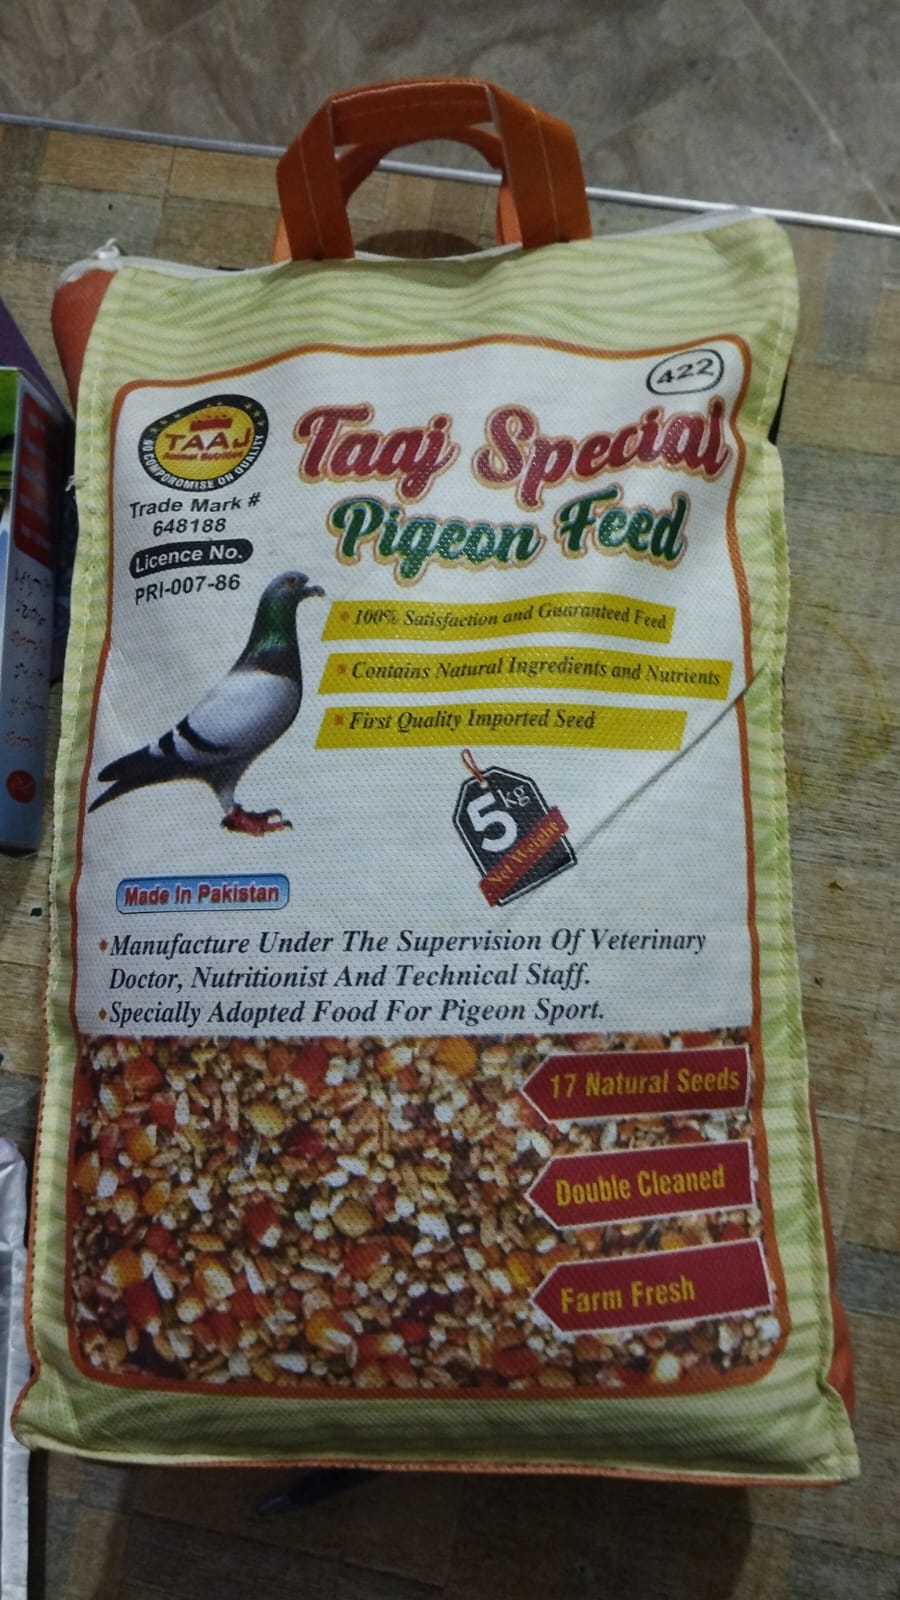 422
TAAJ
Animal Nutrition
NO COMPROMISE ON QUALITY
Trade Mark #
648188
Licence No.
PRI-007-86
Taaj Special
Pigeon Feed
100% Satisfaction and Guaranteed Feed
Contains Natural Ingredients and Nutrients
First Quality Imported Seed
5kg
Net Weight
Made In Pakistan
Manufacture Under The Supervision Of Veterinary
Doctor, Nutritionist And Technical Staff.
Specially Adopted Food For Pigeon Sport.
17 Natural Seeds
Double Cleaned
Farm Fresh